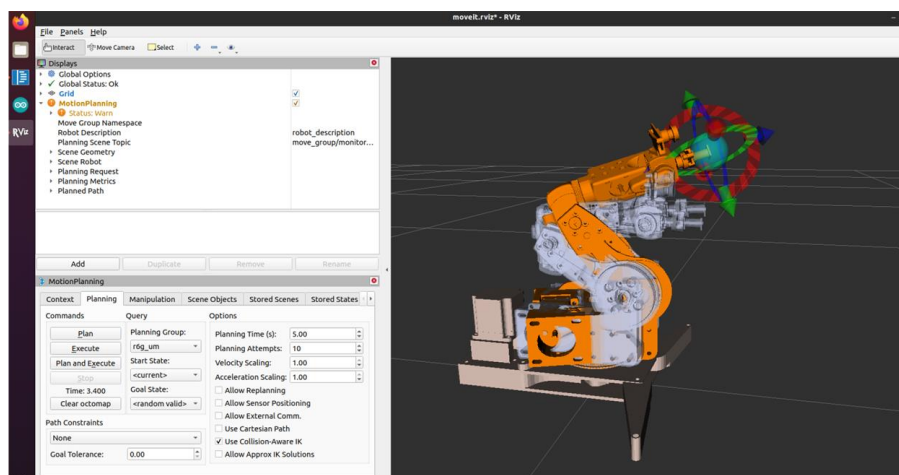 moveit.rviz* - RViz
File Panels Help
Interact Move Camera Select
Displays
Global Options
Global Status: Ok
Grid
MotionPlanning
Status: Warn
Move Group Namespace
Robot Description robot_description
Planning Scene Topic move_group/monitor...
Scene Geometry
Scene Robot
Planning Request
Planning Metrics
Planned Path
Add Duplicate Remove Rename
MotionPlanning
Context Planning Manipulation Scene Objects Stored Scenes Stored States
Commands Query Options
Plan Planning Group: Planning Time (s): 5.00
Execute r6g_um Planning Attempts: 10
Plan and Execute Start State: Velocity Scaling: 1.00
Stop <current> Acceleration Scaling: 1.00
Time: 3.400 Goal State: Allow Replanning
Clear octomap <random valid> Allow Sensor Positioning
Allow External Comm.
Path Constraints Use Cartesian Path
None Use Collision-Aware IK
Goal Tolerance: 0.00 Allow Approx IK Solutions
RViz